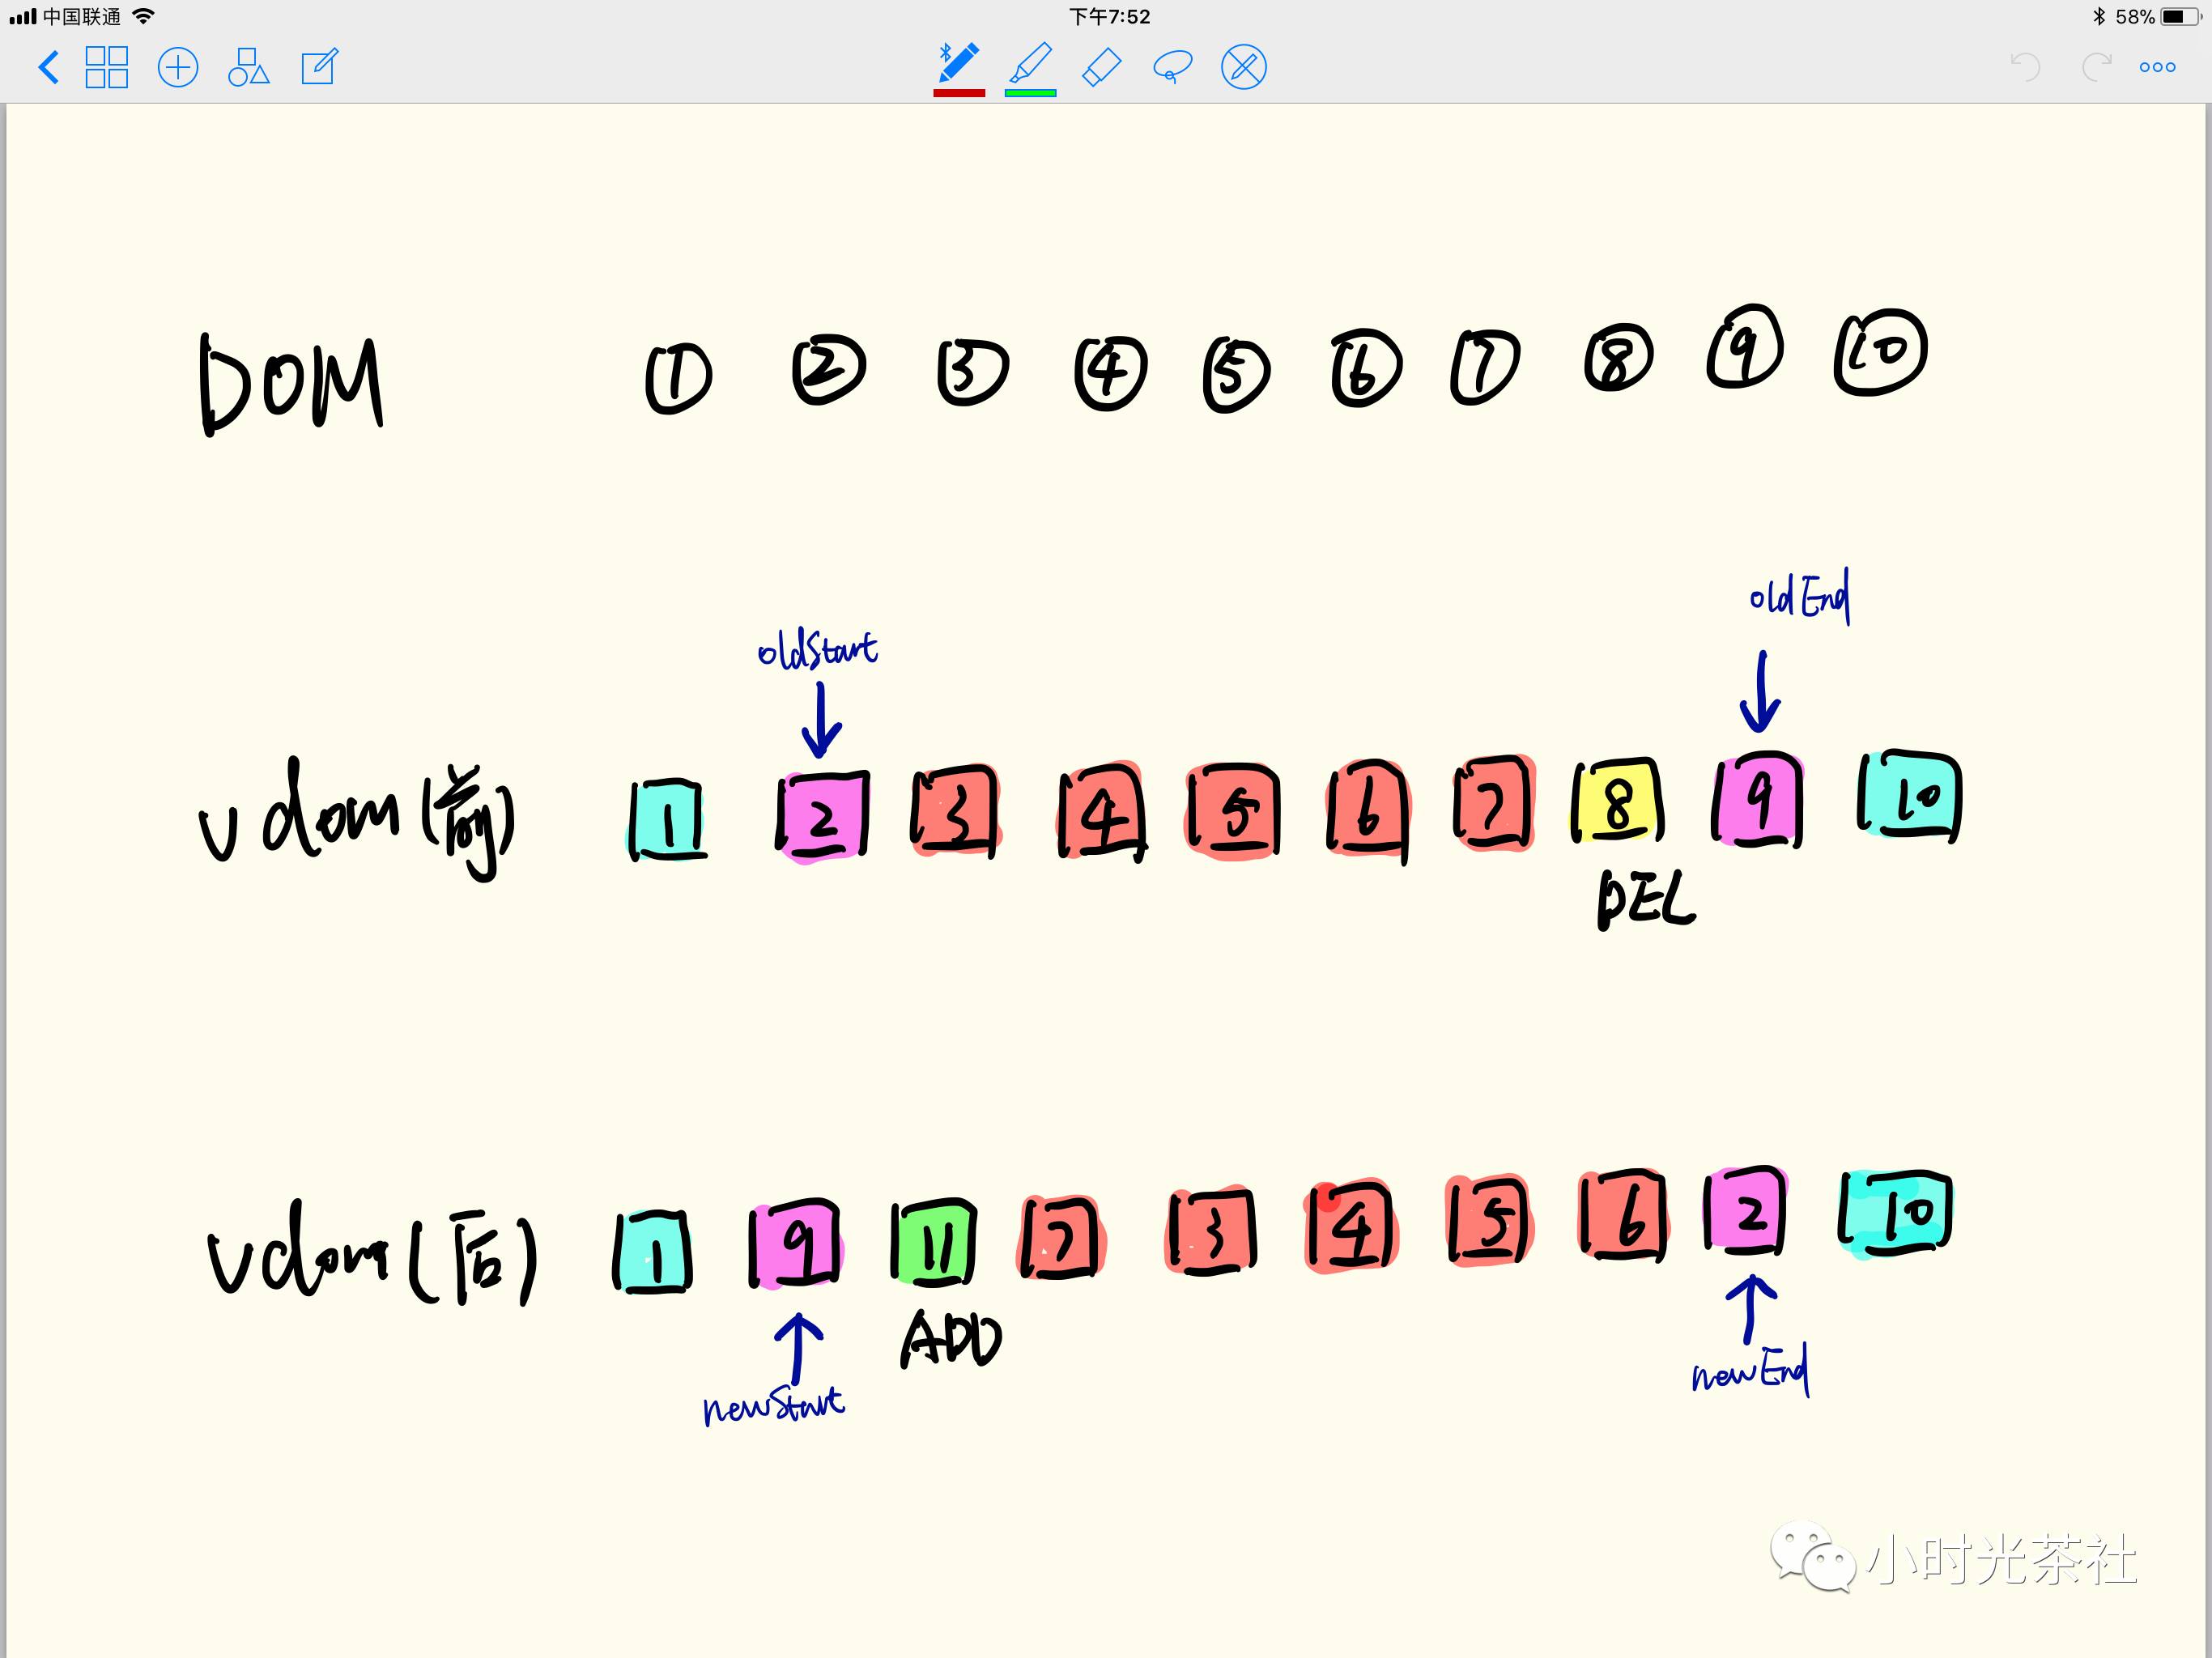 中国联通 下午7:52 58%
DOM ① ② ③ ④ ⑤ ⑥ ⑦ ⑧ ⑨ ⑩
oldStart oldEnd
vdom(前) 1 2 3 4 5 6 7 8 9 10
DEL
vdom(后) 1 9 11 7 3 4 5 6 2 10
ADD
newStart newEnd
小时光茶社